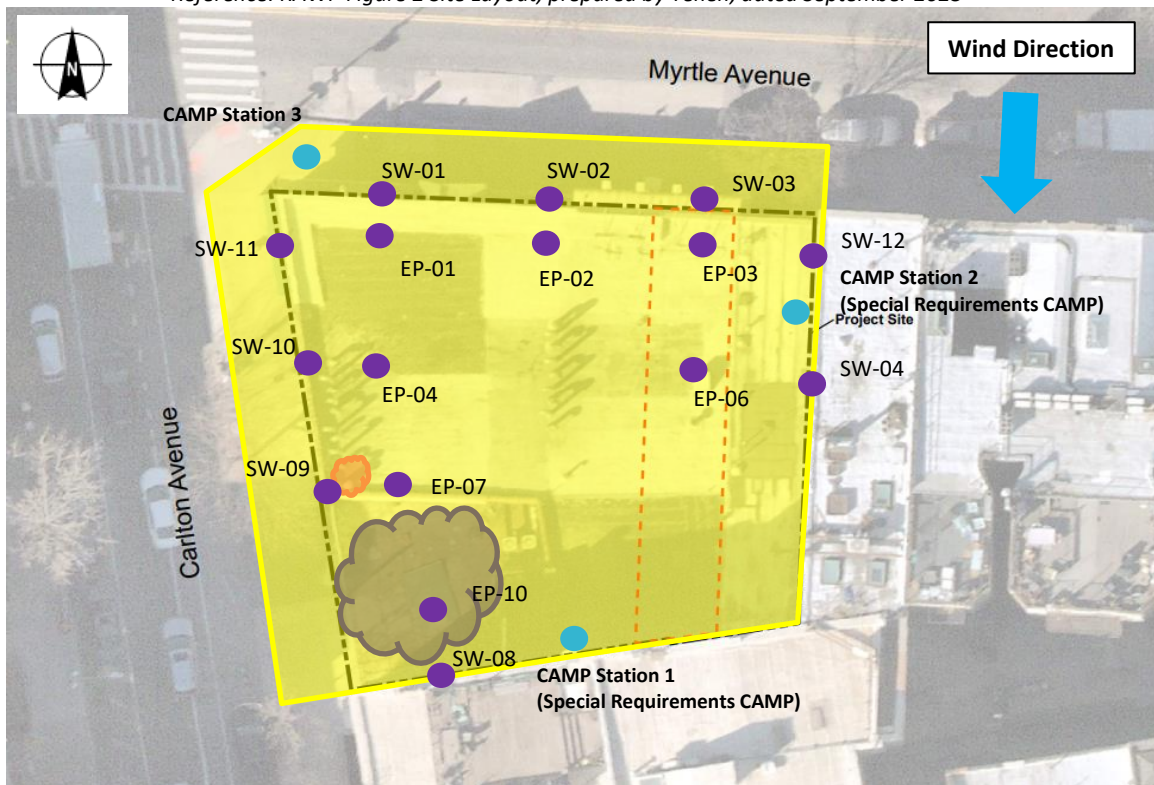 Wind Direction
Myrtle Avenue
N
CAMP Station 3
SW-01
SW-02
SW-03
SW-11
EP-01
EP-02
EP-03
SW-12
CAMP Station 2
(Special Requirements CAMP)
Project Site
SW-10
EP-04
EP-06
SW-04
Carlton Avenue
SW-09
EP-07
EP-10
SW-08
CAMP Station 1
(Special Requirements CAMP)